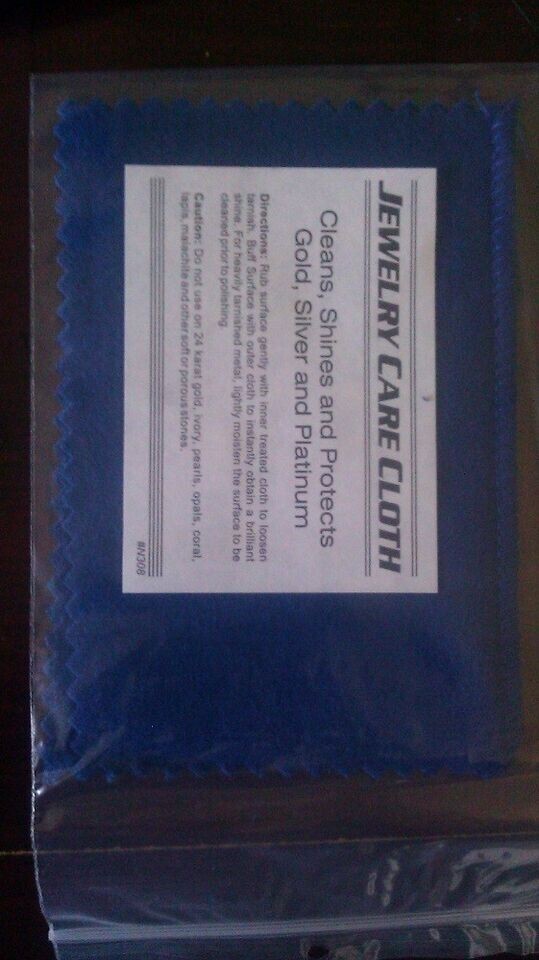 JEWELRY CARE CLOTH
Cleans, Shines and Protects
Gold, Silver and Platinum
Directions: Rub surface gently with inner treated cloth to loosen
tarnish. Buff Surface with outer cloth to instantly obtain a brilliant
shine. For heavily tarnished metal, lightly moisten the surface to be
cleaned prior to polishing.
Caution: Do not use on 24 karat gold, ivory, pearls, opals, coral,
lapis, malachite and other soft or porous stones.
#N308